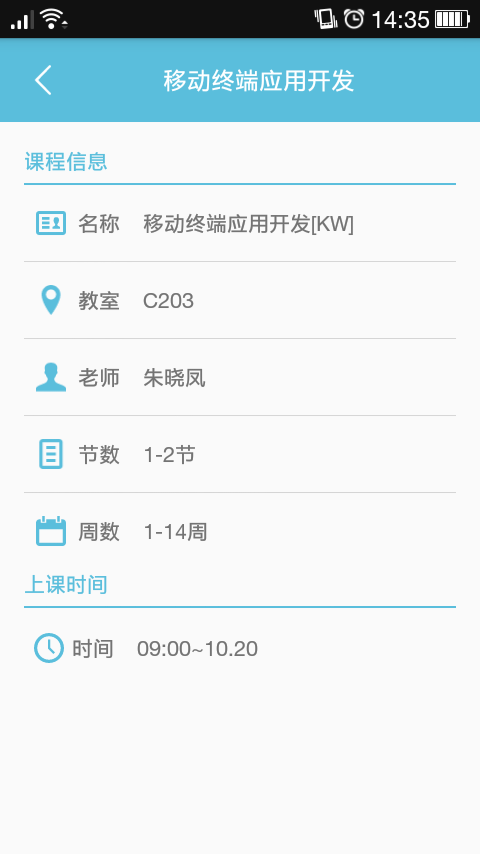 14:35
移动终端应用开发
课程信息
名称 移动终端应用开发[KW]
教室 C203
老师 朱晓凤
节数 1-2节
周数 1-14周
上课时间
时间 09:00~10.20